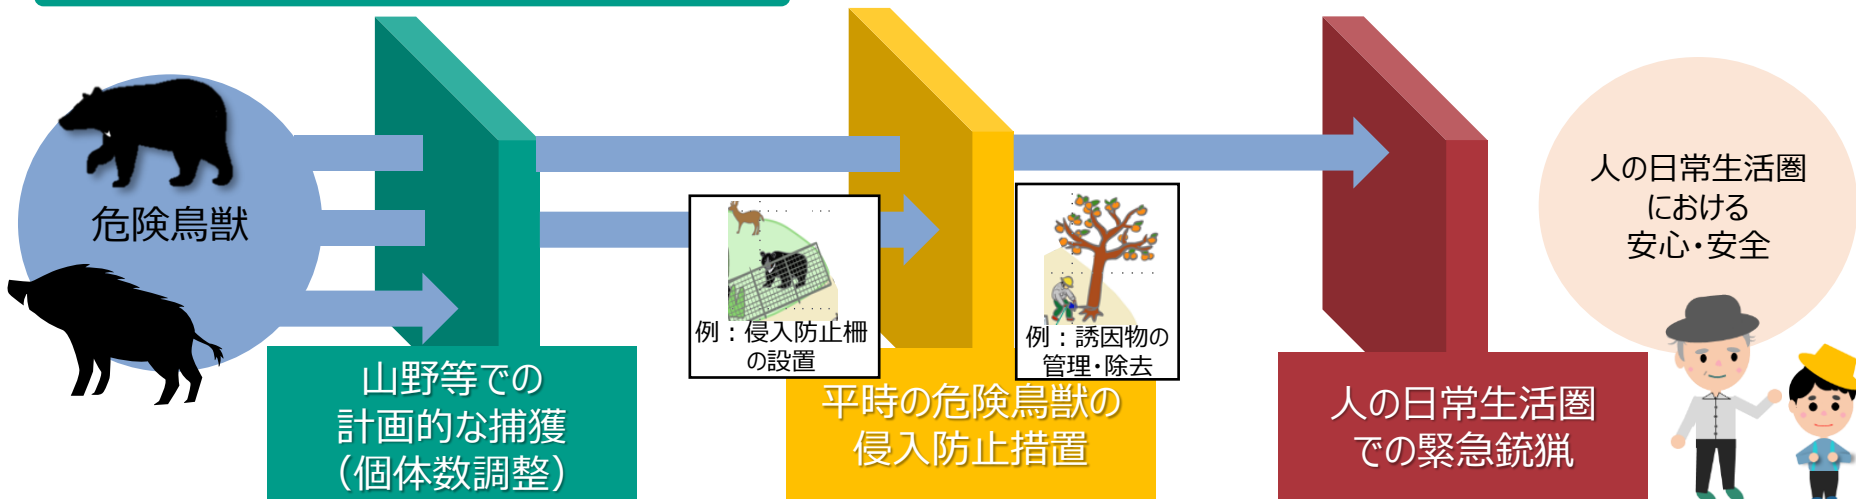 危険鳥獣
山野等での
計画的な捕獲
（個体数調整）
例：侵入防止柵
の設置
平時の危険鳥獣の
侵入防止措置
例：誘因物の
管理・除去
人の日常生活圏
での緊急銃猟
人の日常生活圏
における
安心・安全